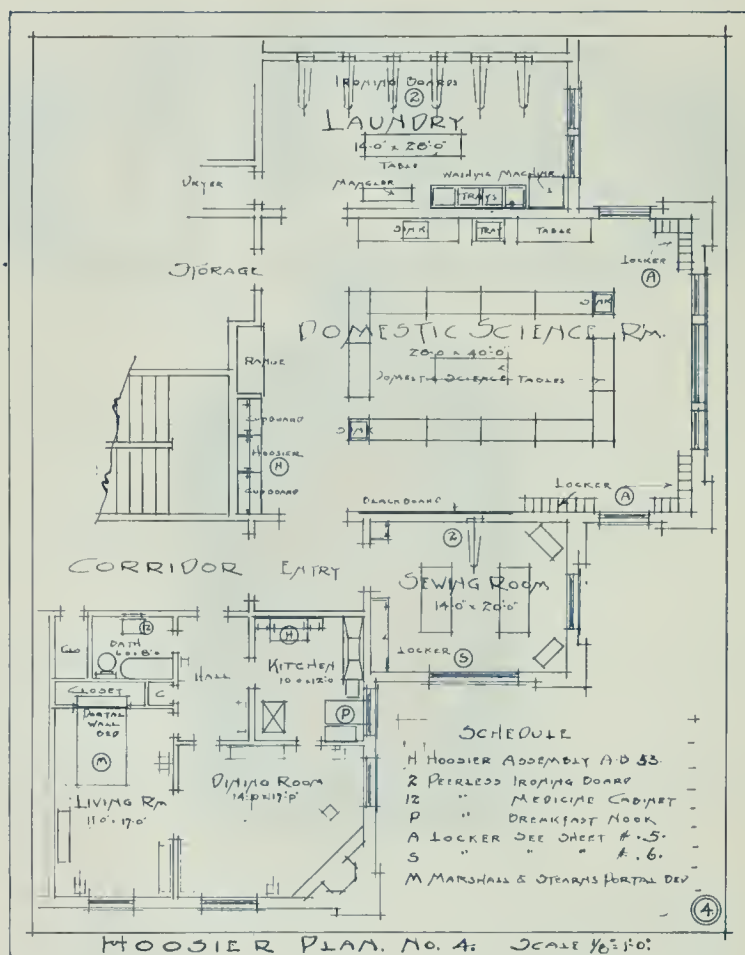 IRONING BOARDS
2
LAUNDRY
14'-0" x 28'-0"
TABLE
DRYER
MANGLER
WASHING MACHINE
TRAYS
SINK
TRAY
TABLE
LOCKER
A
STORAGE
SINK
DOMESTIC SCIENCE RM.
28'-0" x 40'-0"
RANGE
DOMEST. SCIENCE TABLES
CUPBOARD
SINK
HOOSIER
H
CUPBOARD
LOCKER
BLACKBOARD
A
2
CORRIDOR
ENTRY
SEWING ROOM
14'-0" x 20'-0"
12
H
BATH
CLO
KITCHEN
10'-0" x 12'-0"
LOCKER
S
HALL
CLOSET
C
PORTAL
WALL
BED
P
M
DINING ROOM
LIVING RM
11'-0" x 17'-0"
SCHEDULE
H HOOSIER ASSEMBLY A.D 53.
2 PEERLESS IRONING BOARD
12 " MEDICINE CABINET
P " BREAKFAST NOOK
A LOCKER SEE SHEET #.5.
S " " " #.6.
M MARSHALL & STEARNS PORTAL BED
4
HOOSIER PLAN. NO. 4. SCALE 1/8"=1'-0"